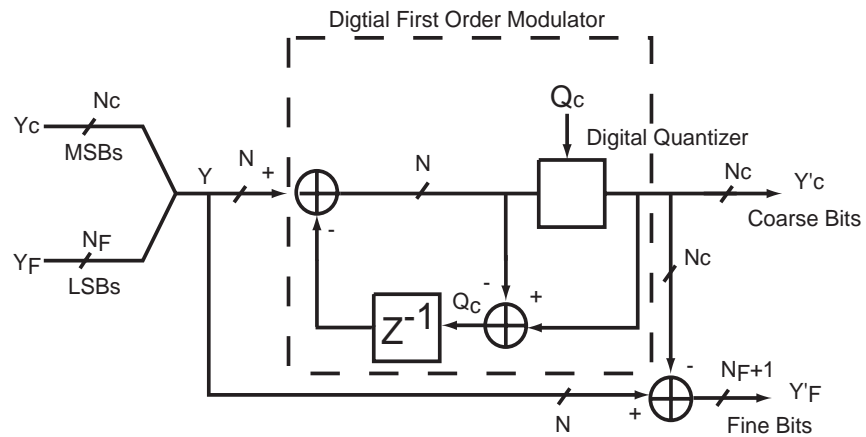 Digtial First Order Modulator
Nc
Qc
Yc
Digital Quantizer
MSBs
N
Y
+
N
Nc
Y'c
Coarse Bits
NF
-
YF
LSBs
-
Nc
Qc
+
Z-1
-
NF+1
Y'F
N
+
Fine Bits